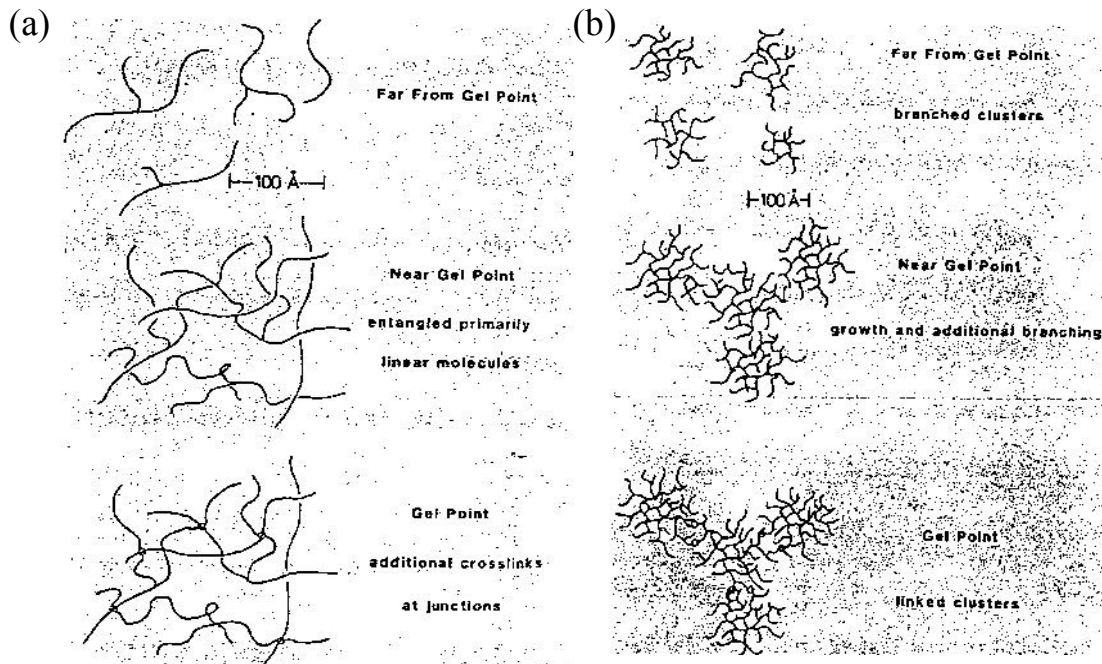 (a)
Far From Gel Point
100 Å
Near Gel Point
entangled primarily
linear molecules
Gel Point
additional crosslinks
at junctions
(b)
Far From Gel Point
branched clusters
100 Å
Near Gel Point
growth and additional branching
Gel Point
linked clusters